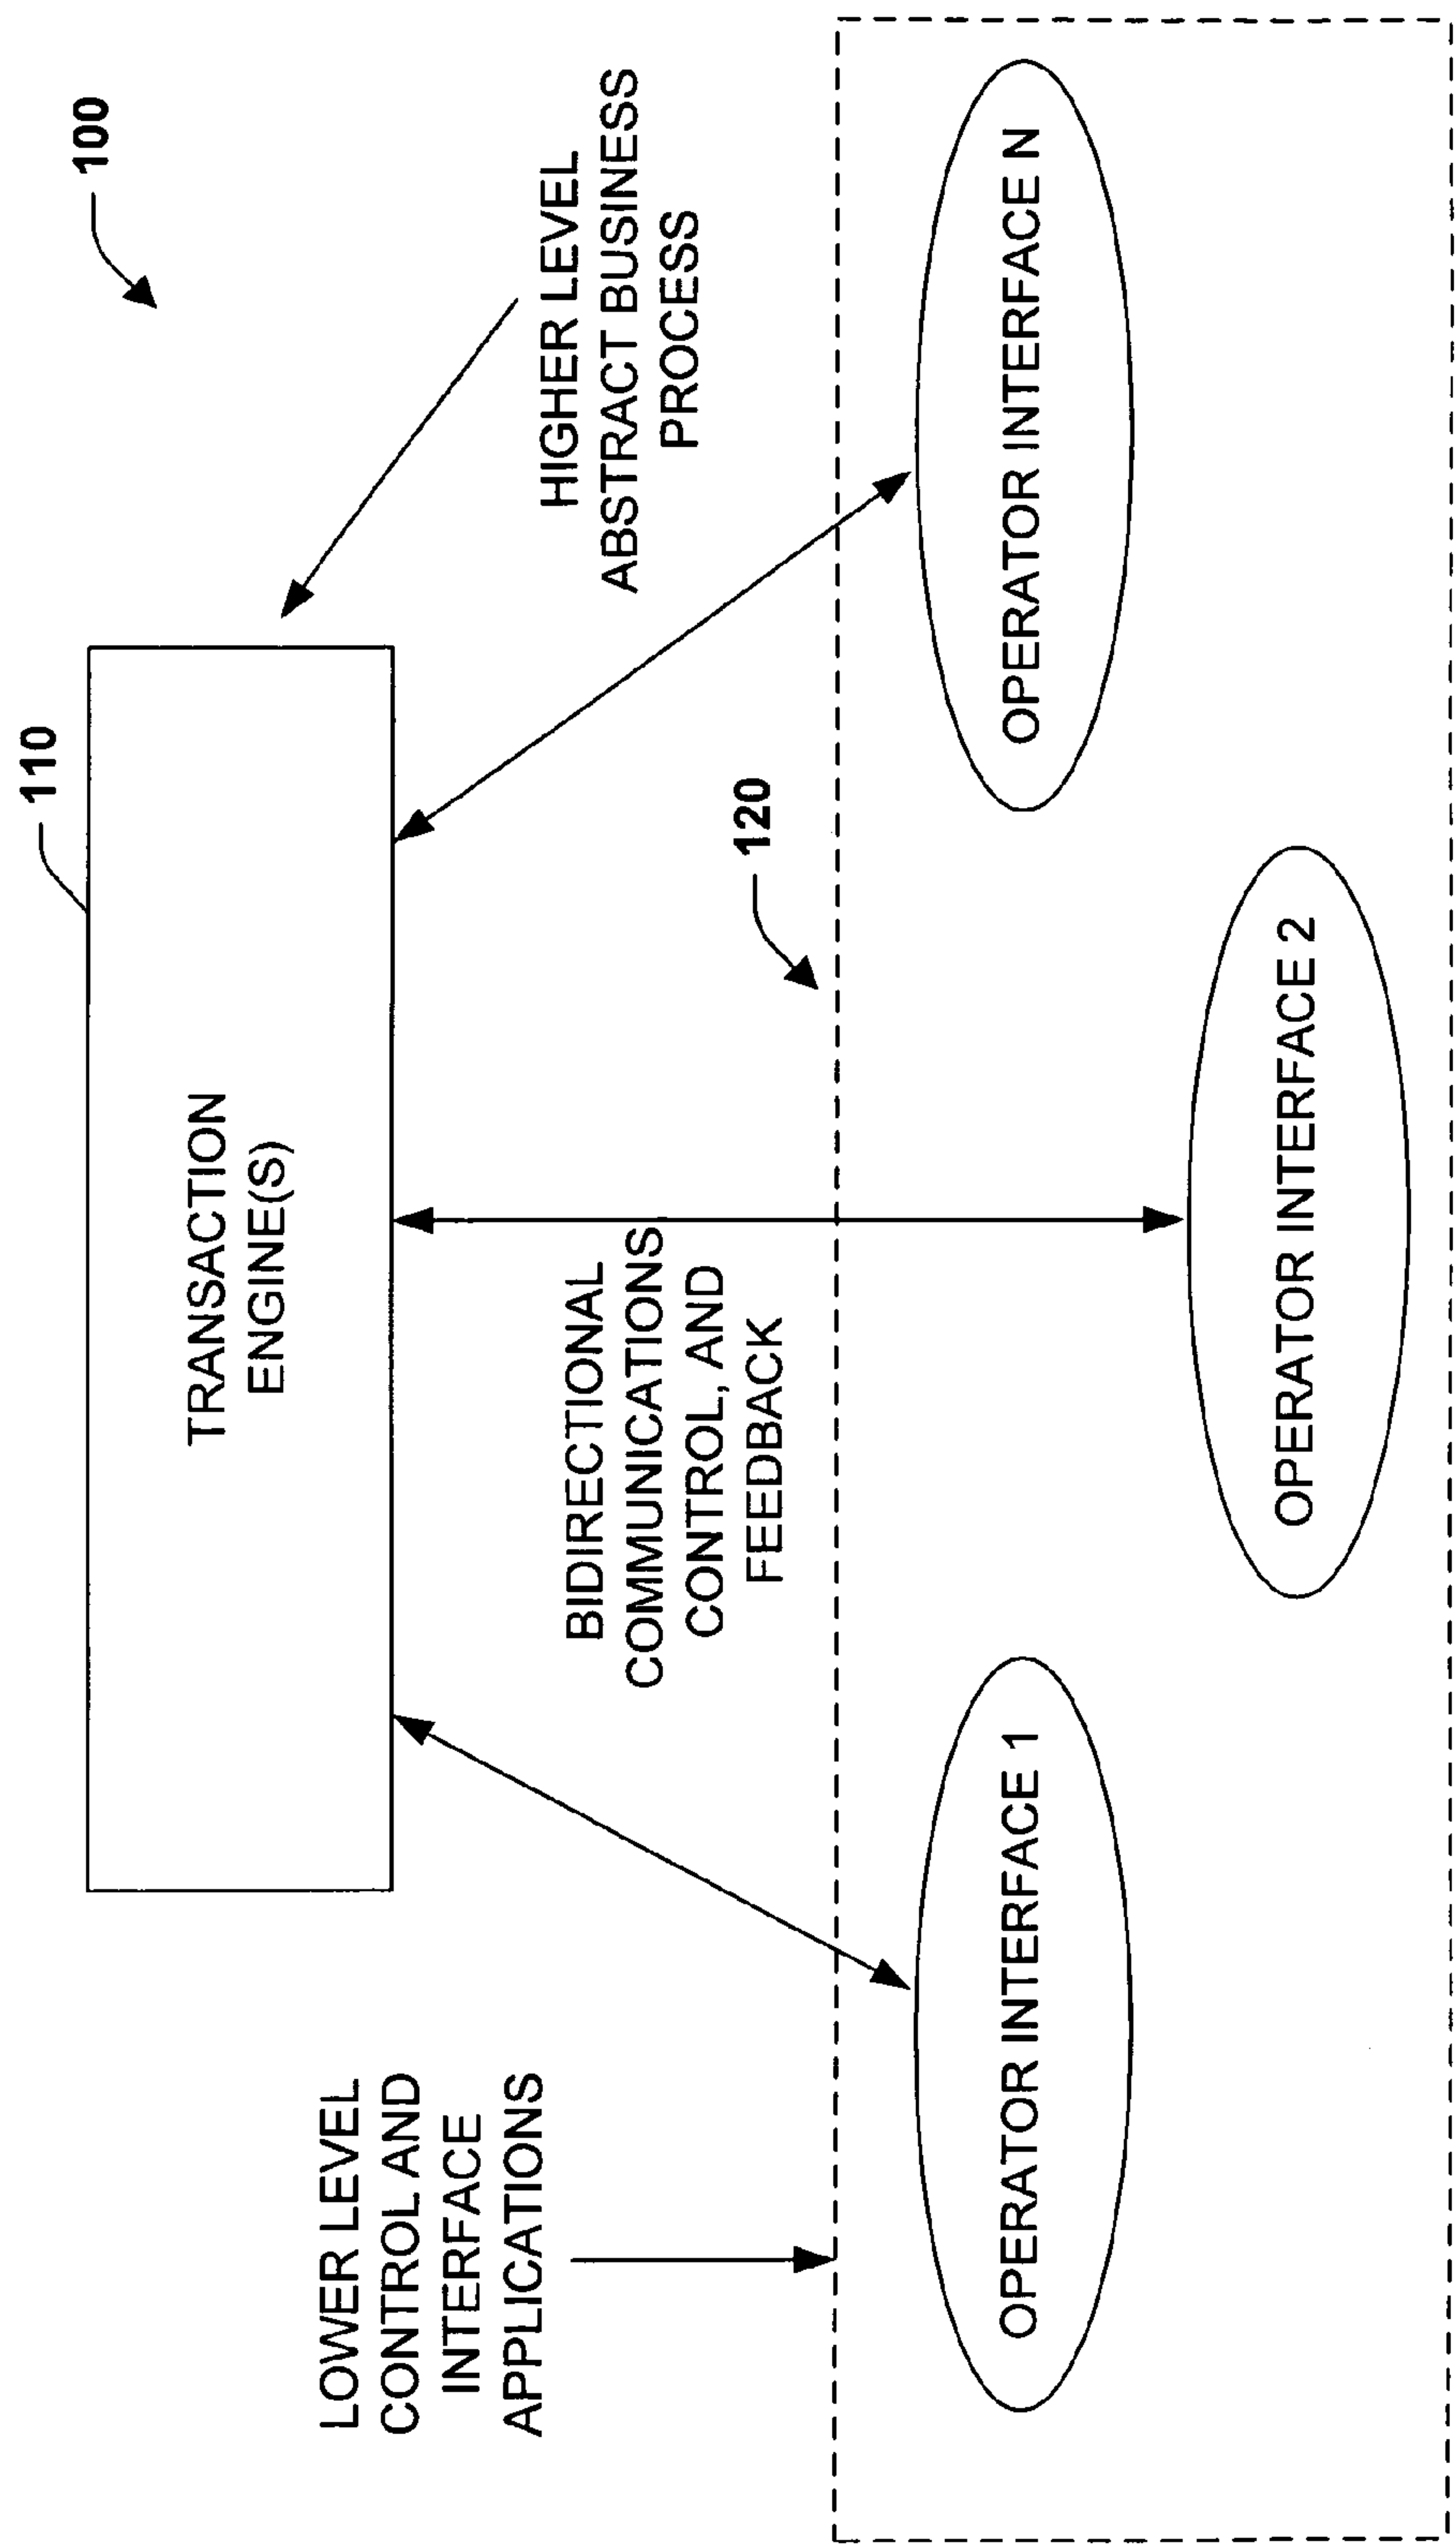 100
110
TRANSACTION
ENGINE(S)
HIGHER LEVEL
ABSTRACT BUSINESS
PROCESS
LOWER LEVEL
CONTROL AND
INTERFACE
APPLICATIONS
BIDIRECTIONAL
COMMUNICATIONS
CONTROL, AND
FEEDBACK
120
OPERATOR INTERFACE 1
OPERATOR INTERFACE 2
OPERATOR INTERFACE N